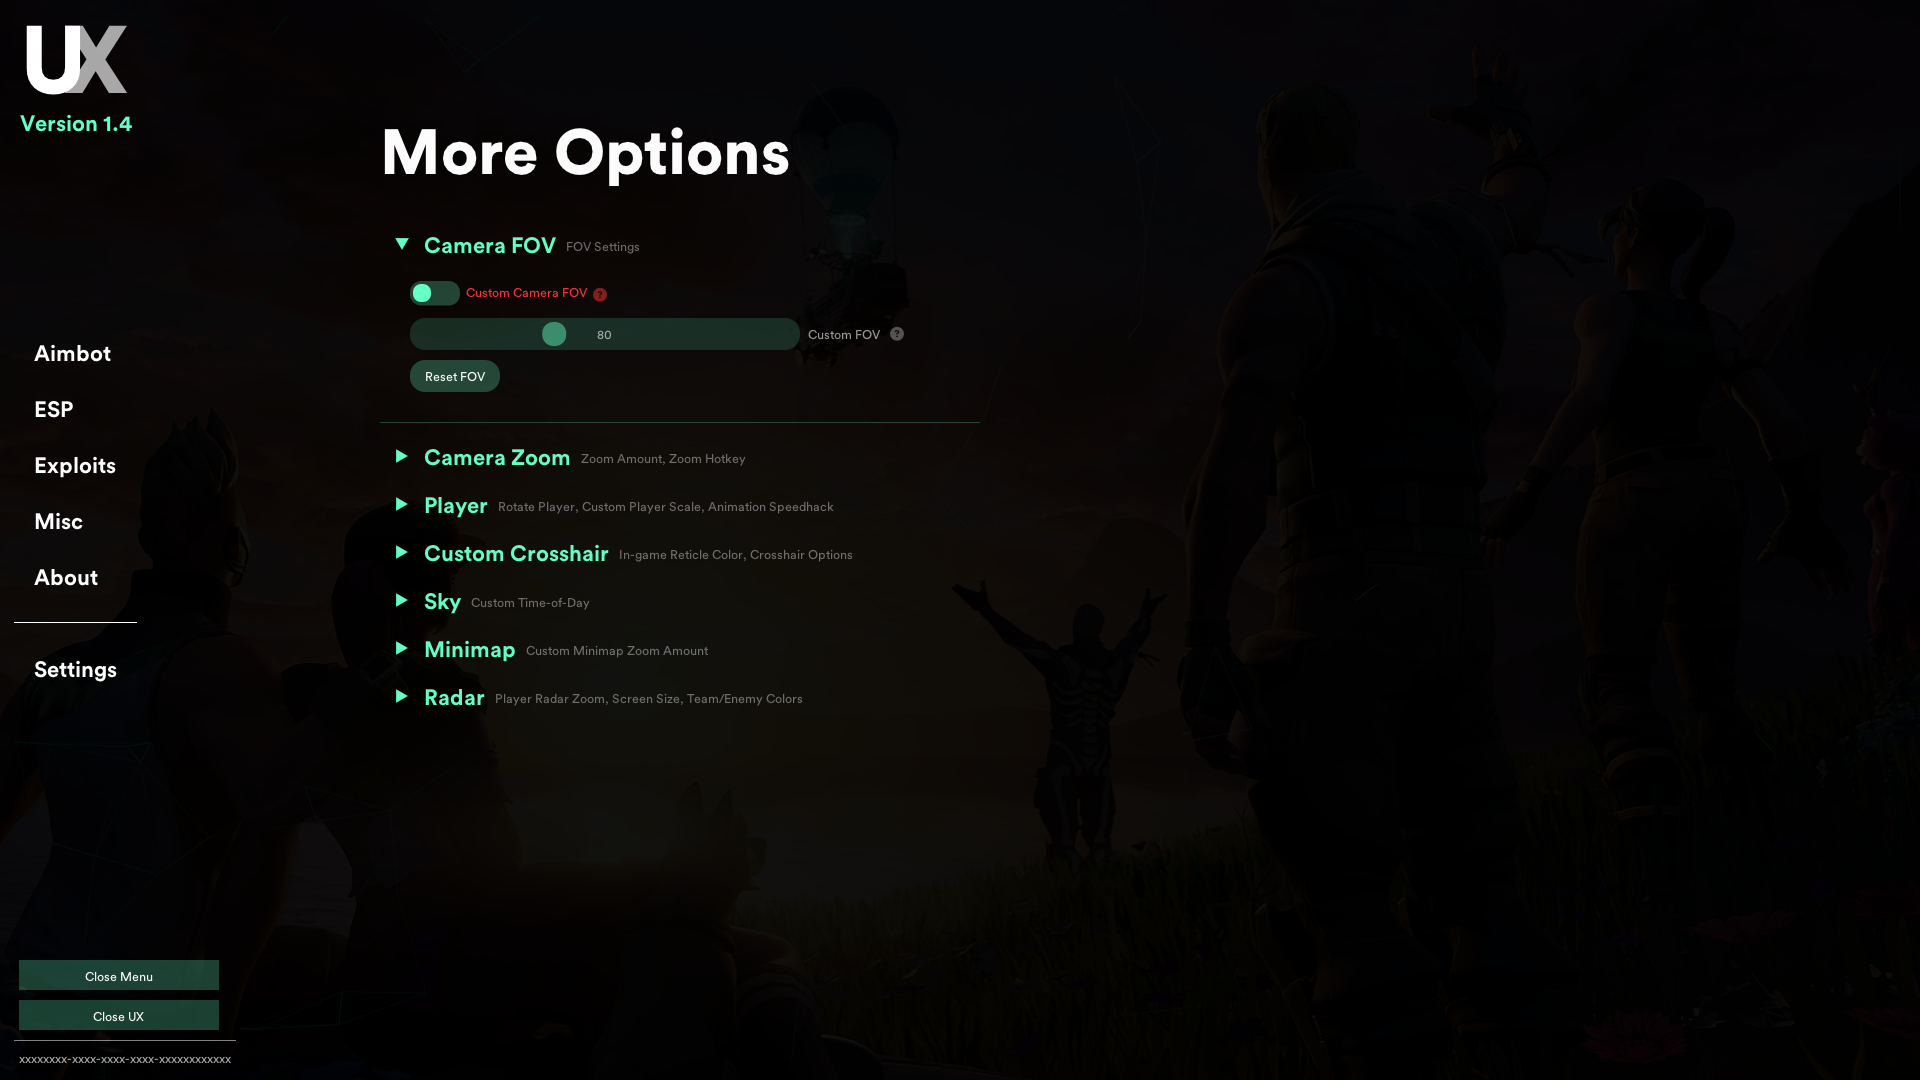 UX
Version 1.4
More Options
Camera FOV FOV Settings
Custom Camera FOV ?
80 Custom FOV ?
Reset FOV
Aimbot
ESP
Exploits
Misc
About
Settings
Camera Zoom Zoom Amount, Zoom Hotkey
Player Rotate Player, Custom Player Scale, Animation Speedhack
Custom Crosshair In-game Reticle Color, Crosshair Options
Sky Custom Time-of-Day
Minimap Custom Minimap Zoom Amount
Radar Player Radar Zoom, Screen Size, Team/Enemy Colors
Close Menu
Close UX
xxxxxxxx-xxxx-xxxx-xxxx-xxxxxxxxxxxx